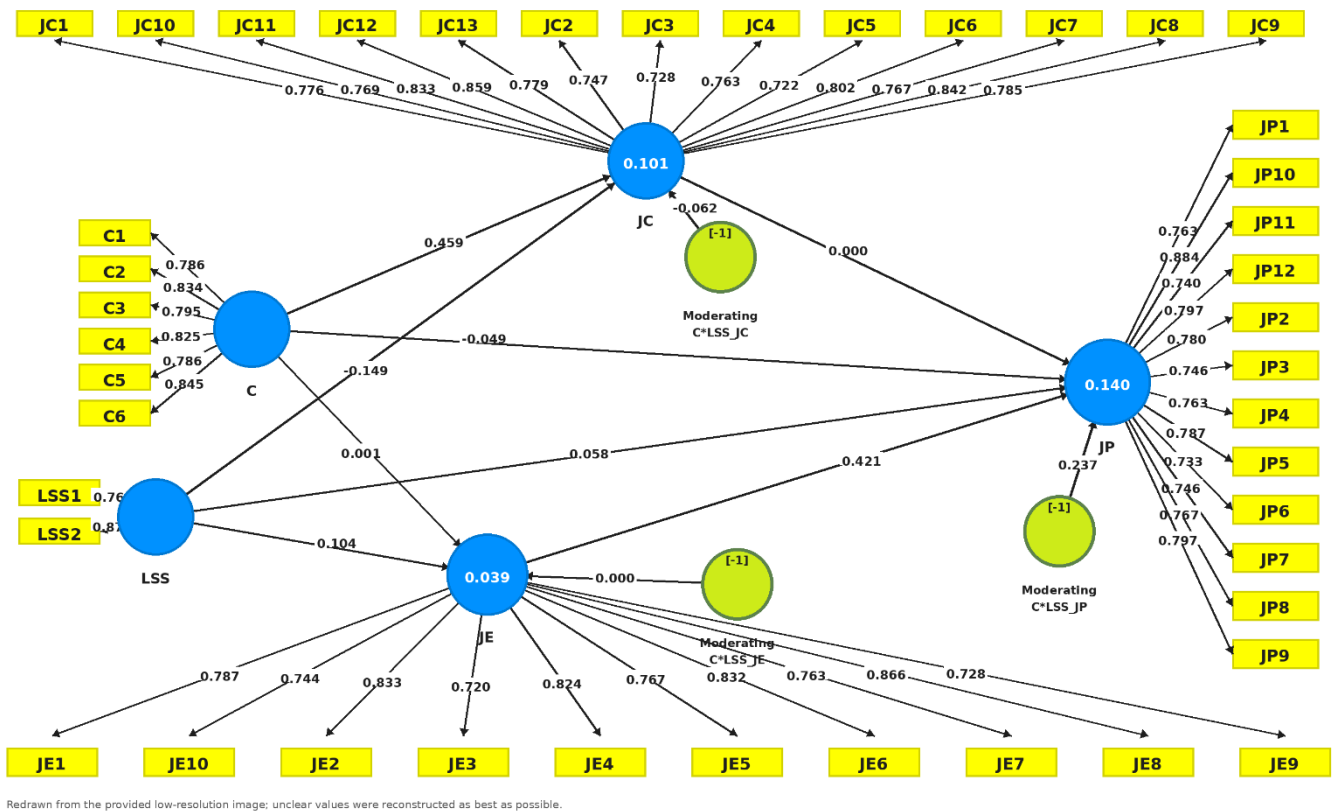 JC1 JC10 JC11 JC12 JC13 JC2 JC3 JC4 JC5 JC6 JC7 JC8 JC9
0.776 0.769 0.833 0.859 0.779 0.747 0.728 0.763 0.722 0.802 0.767 0.842 0.785
0.101
JC
-0.062
[-1]
Moderating
C*LSS_JC
C1
C2
C3
C4
C5
C6
0.786
0.834
0.795
0.825
0.786
0.845
C
0.459
-0.149
-0.049
0.001
0.000
0.058
0.421
LSS1
LSS2
0.76
0.87
LSS
0.104
0.039
JE
0.000
[-1]
Moderating
C*LSS_JE
0.140
JP
0.237
[-1]
Moderating
C*LSS_JP
JP1
JP10
JP11
JP12
JP2
JP3
JP4
JP5
JP6
JP7
JP8
JP9
0.763
0.884
0.740
0.797
0.780
0.746
0.763
0.787
0.733
0.746
0.767
0.797
0.787 0.744 0.833 0.720 0.824 0.767 0.832 0.763 0.866 0.728
JE1 JE10 JE2 JE3 JE4 JE5 JE6 JE7 JE8 JE9
Redrawn from the provided low-resolution image; unclear values were reconstructed as best as possible.